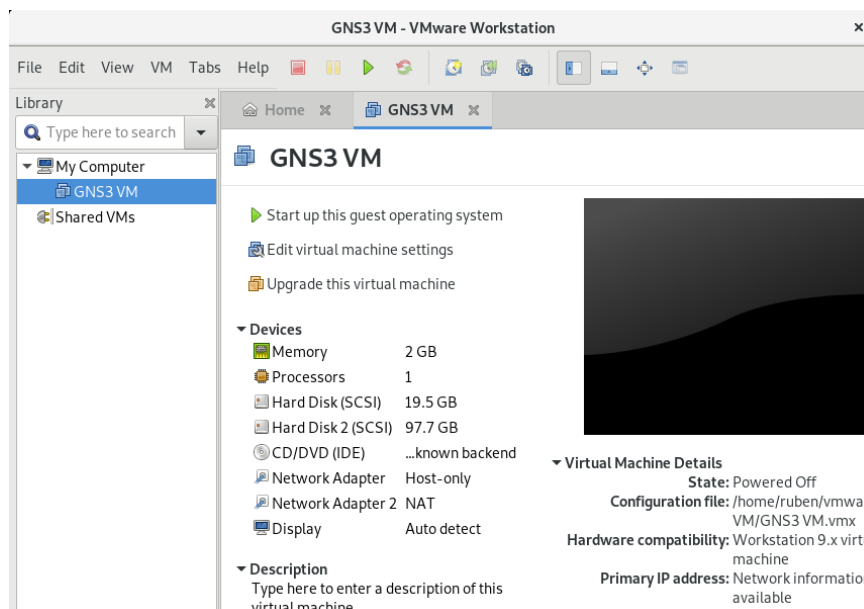 GNS3 VM - VMware Workstation
File Edit View VM Tabs Help
Library
Home GNS3 VM
Type here to search
My Computer
GNS3 VM
Shared VMs
GNS3 VM
Start up this guest operating system
Edit virtual machine settings
Upgrade this virtual machine
Devices
Memory 2 GB
Processors 1
Hard Disk (SCSI) 19.5 GB
Hard Disk 2 (SCSI) 97.7 GB
CD/DVD (IDE) ...known backend
Network Adapter Host-only
Network Adapter 2 NAT
Display Auto detect
Description
Type here to enter a description of this
virtual machine
Virtual Machine Details
State: Powered Off
Configuration file: /home/ruben/vmwa
VM/GNS3 VM.vmx
Hardware compatibility: Workstation 9.x virt
machine
Primary IP address: Network informatio
available